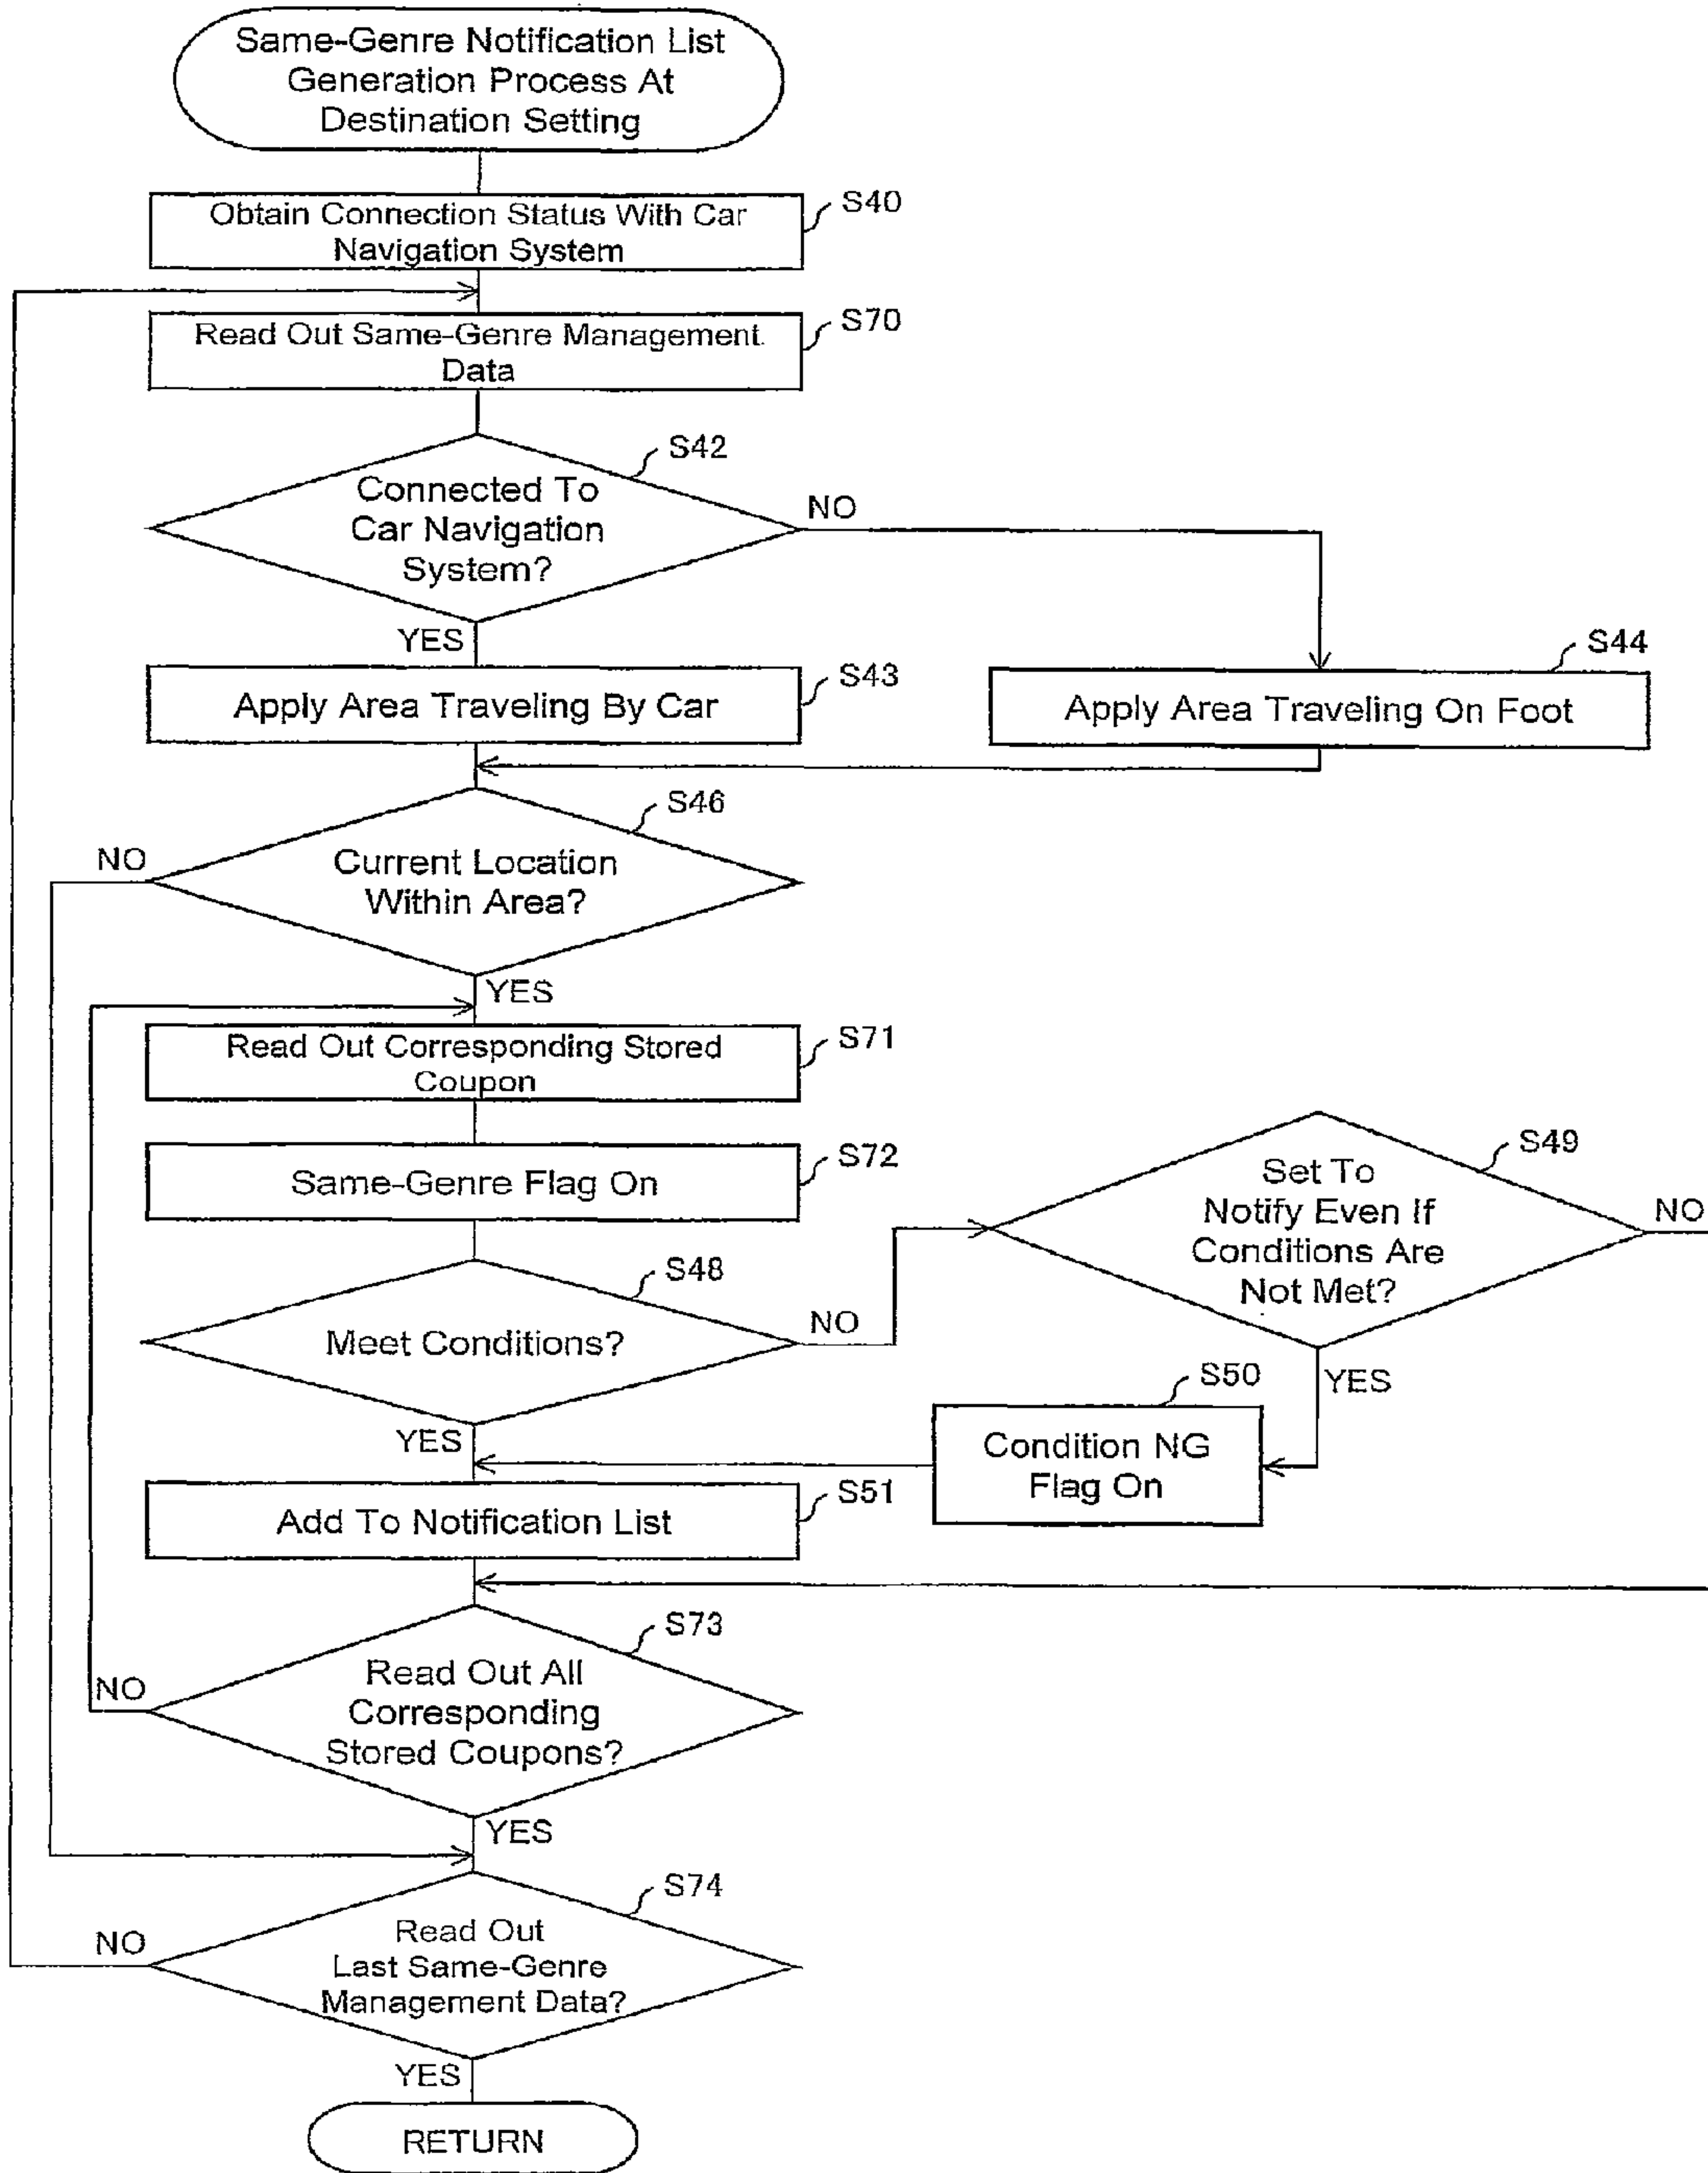 Same-Genre Notification List
Generation Process At
Destination Setting
S40
Obtain Connection Status With Car
Navigation System
S70
Read Out Same-Genre Management
Data
S42
Connected To
Car Navigation
System?
NO
YES
S43
Apply Area Traveling By Car
S44
Apply Area Traveling On Foot
S46
NO
Current Location
Within Area?
YES
S71
Read Out Corresponding Stored
Coupon
S72
Same-Genre Flag On
S49
Set To
Notify Even If
Conditions Are
Not Met?
NO
S48
Meet Conditions?
NO
YES
S50
YES
Condition NG
Flag On
S51
Add To Notification List
S73
NO
Read Out All
Corresponding
Stored Coupons?
YES
S74
NO
Read Out
Last Same-Genre
Management Data?
YES
RETURN